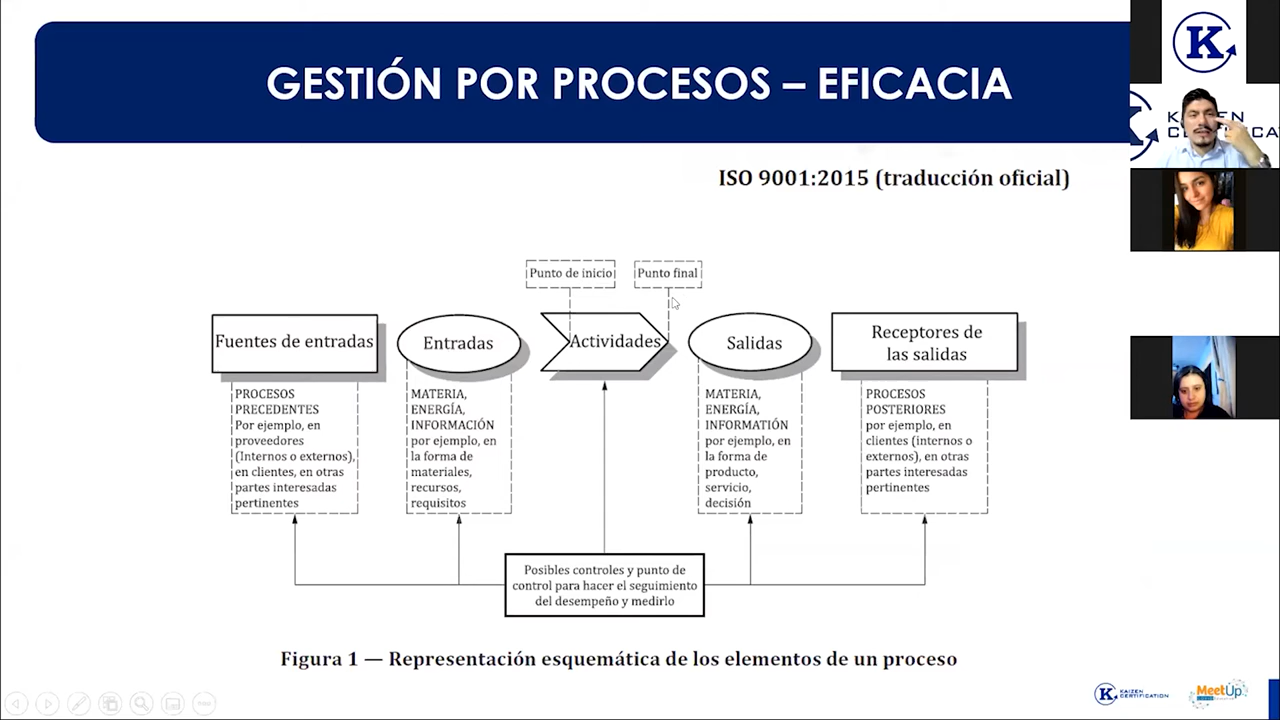 GESTIÓN POR PROCESOS – EFICACIA
ISO 9001:2015 (traducción oficial)
Punto de inicio
Punto final
Fuentes de entradas
Entradas
Actividades
Salidas
Receptores de
las salidas
PROCESOS
PRECEDENTES
Por ejemplo, en
proveedores
(Internos o externos),
en clientes, en otras
partes interesadas
pertinentes
MATERIA,
ENERGÍA,
INFORMACIÓN
por ejemplo, en
la forma de
materiales,
recursos,
requisitos
MATERIA,
ENERGÍA,
INFORMATIÓN
por ejemplo, en
la forma de
producto,
servicio,
decisión
PROCESOS
POSTERIORES
por ejemplo, en
clientes (internos o
externos), en otras
partes interesadas
pertinentes
Posibles controles y punto de
control para hacer el seguimiento
del desempeño y medirlo
Figura 1 — Representación esquemática de los elementos de un proceso
K
KAIZEN
CERTIFICATION
MeetUp